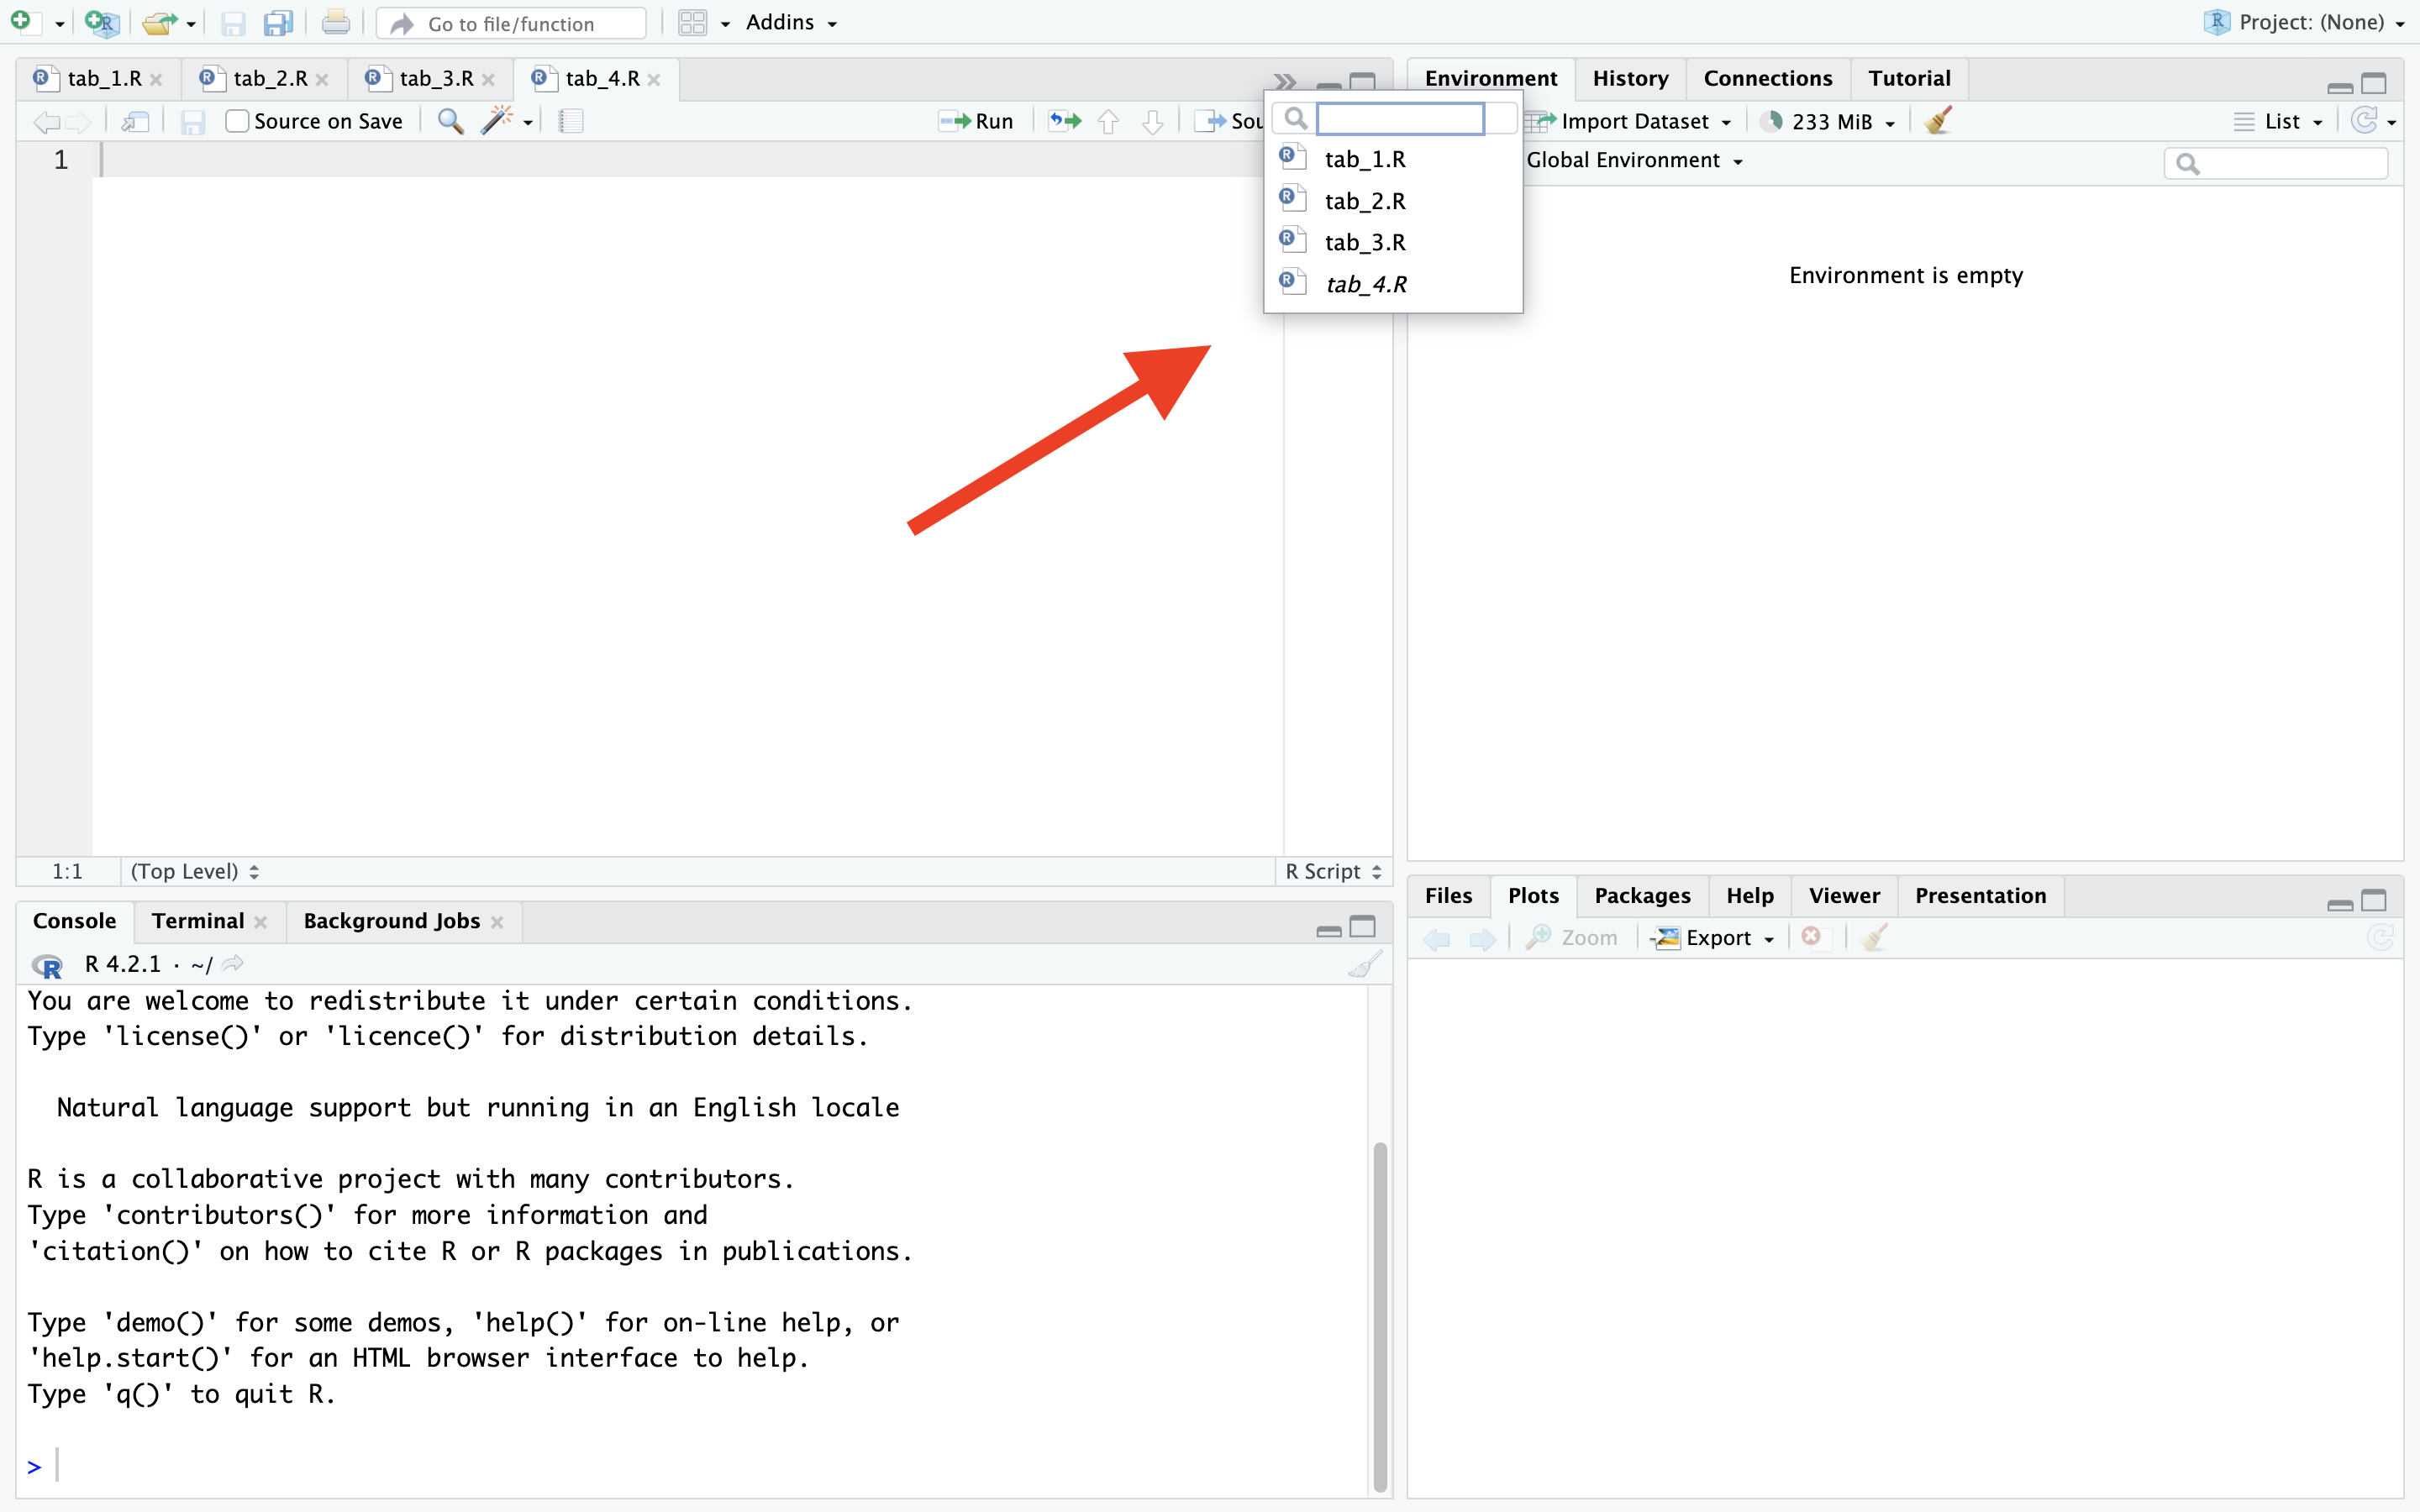 Go to file/function
Addins
Project: (None)
tab_1.R
tab_2.R
tab_3.R
tab_4.R
Source on Save
Run
Sou
tab_1.R
tab_2.R
tab_3.R
tab_4.R
1
1:1
(Top Level)
R Script
Environment
History
Connections
Tutorial
Import Dataset
233 MiB
List
Global Environment
Environment is empty
Console
Terminal
Background Jobs
R 4.2.1 · ~/
You are welcome to redistribute it under certain conditions.
Type 'license()' or 'licence()' for distribution details.
Natural language support but running in an English locale
R is a collaborative project with many contributors.
Type 'contributors()' for more information and
'citation()' on how to cite R or R packages in publications.
Type 'demo()' for some demos, 'help()' for on-line help, or
'help.start()' for an HTML browser interface to help.
Type 'q()' to quit R.
>
Files
Plots
Packages
Help
Viewer
Presentation
Zoom
Export